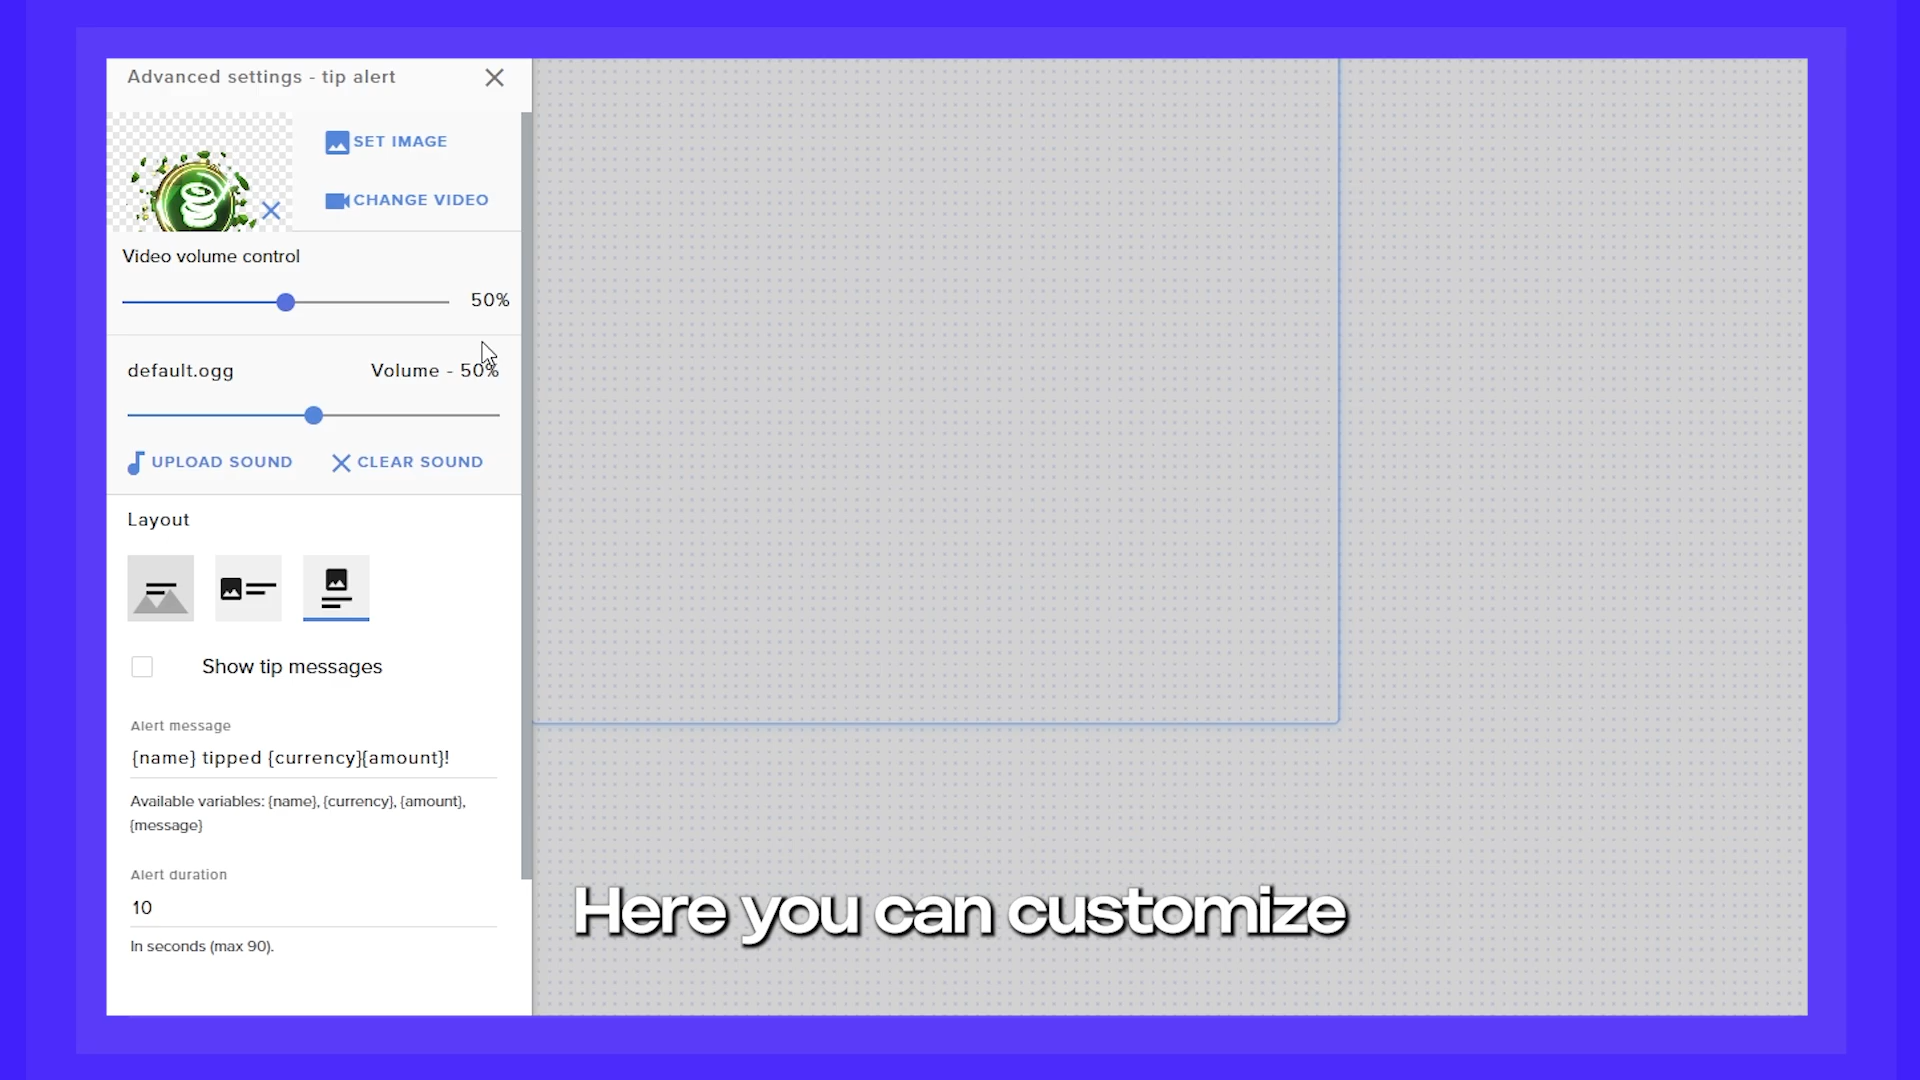 Advanced settings - tip alert
SET IMAGE
CHANGE VIDEO
Video volume control
50%
default.ogg
Volume - 50%
UPLOAD SOUND
CLEAR SOUND
Layout
Show tip messages
Alert message
{name} tipped {currency}{amount}!
Available variables: {name}, {currency}, {amount},
{message}
Alert duration
10
In seconds (max 90).
Here you can customize